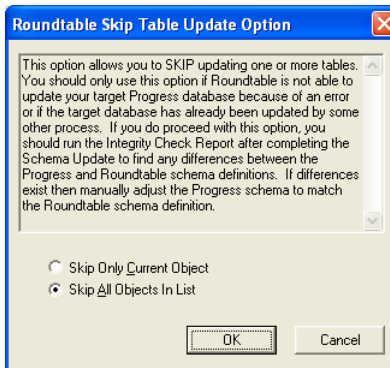 Roundtable Skip Table Update Option
This option allows you to SKIP updating one or more tables.
You should only use this option if Roundtable is not able to
update your target Progress database because of an error
or if the target database has already been updated by some
other process.  If you do proceed with this option, you
should run the Integrity Check Report after completing the
Schema Update to find any differences between the
Progress and Roundtable schema definitions.  If differences
exist then manually adjust the Progress schema to match
the Roundtable schema definition.
Skip Only Current Object
Skip All Objects In List
OK
Cancel